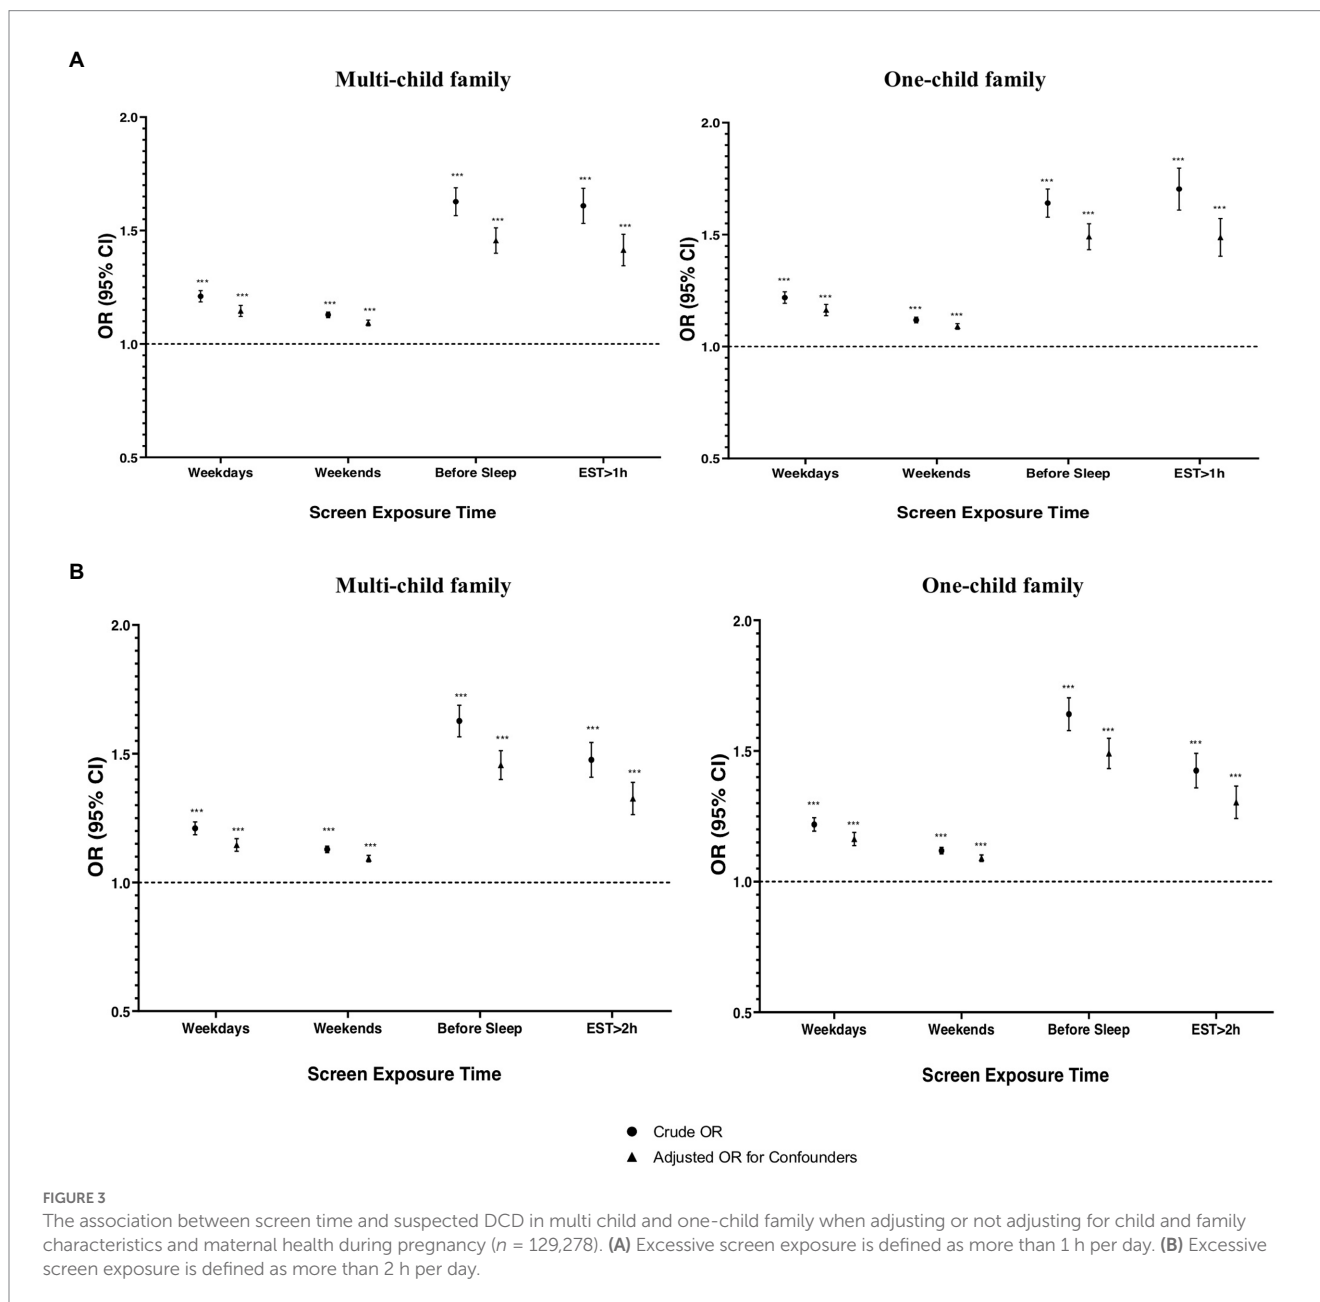 A
Multi-child family
One-child family
2.0
1.5
1.0
0.5
OR (95% CI)
***
***
***
***
***
***
***
***
Weekdays
Weekends
Before Sleep
EST>1h
Screen Exposure Time
2.0
1.5
1.0
0.5
OR (95% CI)
***
***
***
***
***
***
***
***
Weekdays
Weekends
Before Sleep
EST>1h
Screen Exposure Time
B
Multi-child family
One-child family
2.0
1.5
1.0
0.5
OR (95% CI)
***
***
***
***
***
***
***
***
Weekdays
Weekends
Before Sleep
EST>2h
Screen Exposure Time
2.0
1.5
1.0
0.5
OR (95% CI)
***
***
***
***
***
***
***
***
Weekdays
Weekends
Before Sleep
EST>2h
Screen Exposure Time
Crude OR
Adjusted OR for Confounders
FIGURE 3
The association between screen time and suspected DCD in multi child and one-child family when adjusting or not adjusting for child and family
characteristics and maternal health during pregnancy (n = 129,278). (A) Excessive screen exposure is defined as more than 1 h per day. (B) Excessive
screen exposure is defined as more than 2 h per day.